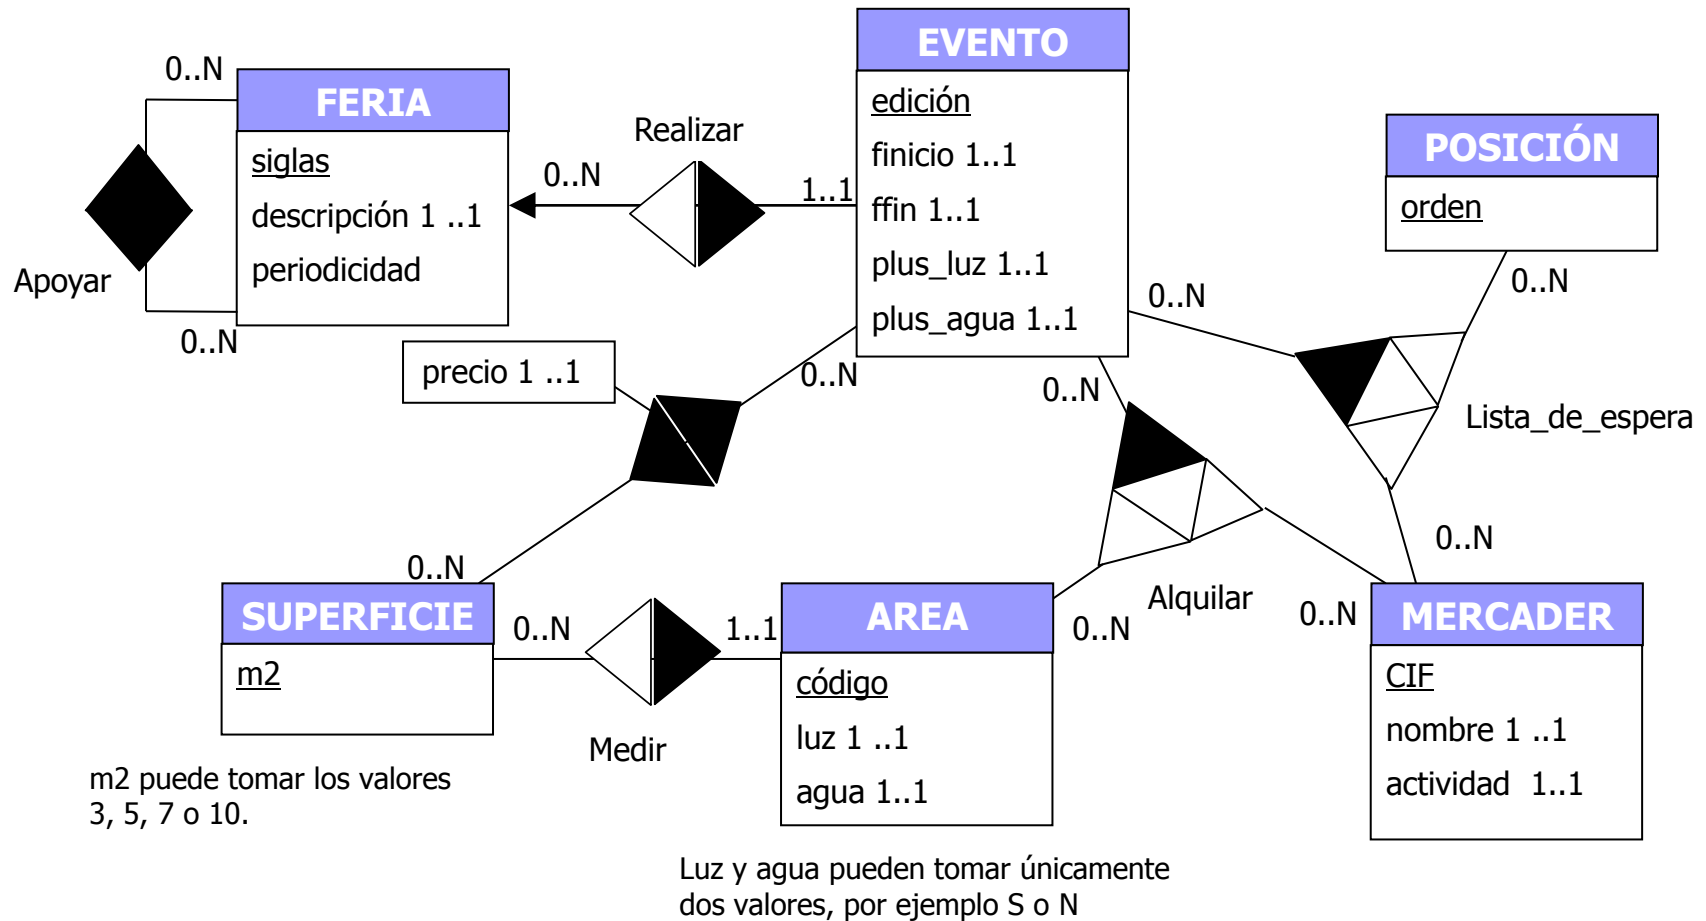 EVENTO
edición
finicio 1..1
ffin 1..1
plus_luz 1..1
plus_agua 1..1
0..N
FERIA
siglas
descripción 1 ..1
periodicidad
Apoyar
0..N
Realizar
0..N
1..1
POSICIÓN
orden
0..N
0..N
Lista_de_espera
0..N
precio 1 ..1
0..N
0..N
0..N
Alquilar
0..N
0..N
SUPERFICIE
m2
0..N
1..1
Medir
AREA
código
luz 1 ..1
agua 1..1
MERCADER
CIF
nombre 1 ..1
actividad 1..1
m2 puede tomar los valores
3, 5, 7 o 10.
Luz y agua pueden tomar únicamente
dos valores, por ejemplo S o N